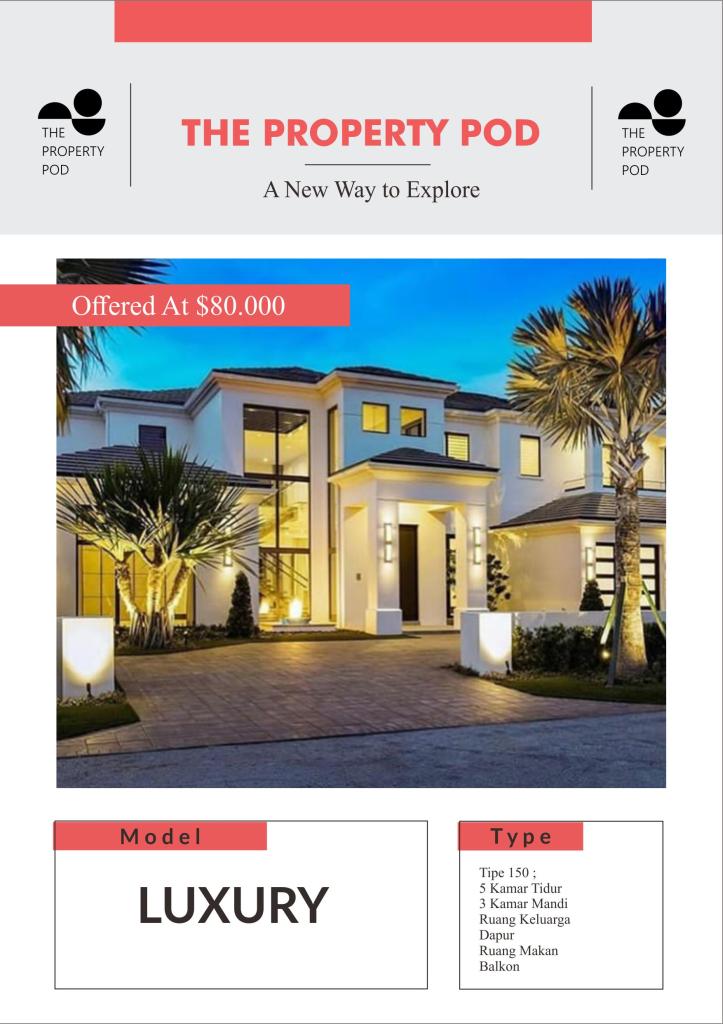 THE
PROPERTY
POD
THE PROPERTY POD
A New Way to Explore
THE
PROPERTY
POD
Offered At $80.000
Model
LUXURY
Type
Tipe 150 ;
5 Kamar Tidur
3 Kamar Mandi
Ruang Keluarga
Dapur
Ruang Makan
Balkon